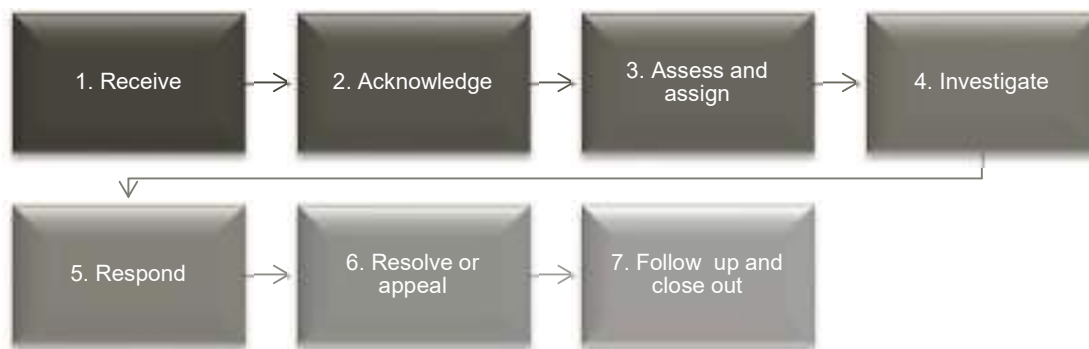 1. Receive
2. Acknowledge
3. Assess and
assign
4. Investigate
5. Respond
6. Resolve or
appeal
7. Follow  up and
close out